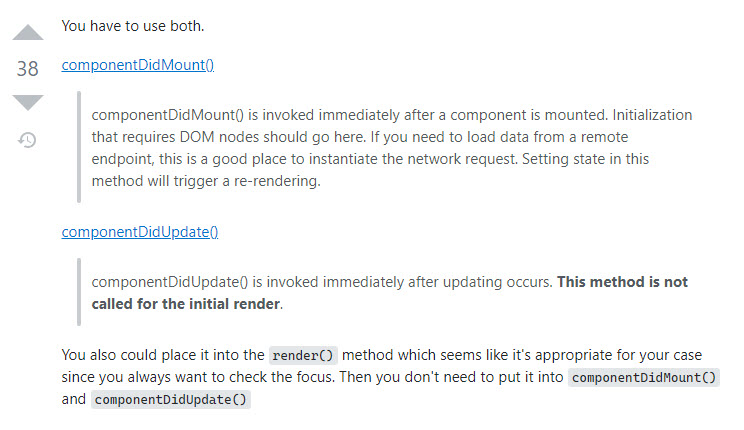 You have to use both.
38
componentDidMount()
componentDidMount() is invoked immediately after a component is mounted. Initialization
that requires DOM nodes should go here. If you need to load data from a remote
endpoint, this is a good place to instantiate the network request. Setting state in this
method will trigger a re-rendering.
componentDidUpdate()
componentDidUpdate() is invoked immediately after updating occurs. This method is not
called for the initial render.
You also could place it into the render() method which seems like it's appropriate for your case
since you always want to check the focus. Then you don't need to put it into componentDidMount()
and componentDidUpdate()